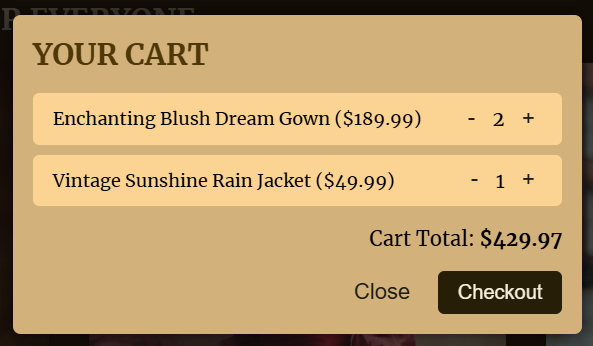 R EVERYONE
YOUR CART
Enchanting Blush Dream Gown ($189.99) - 2 +
Vintage Sunshine Rain Jacket ($49.99) - 1 +
Cart Total: $429.97
Close Checkout